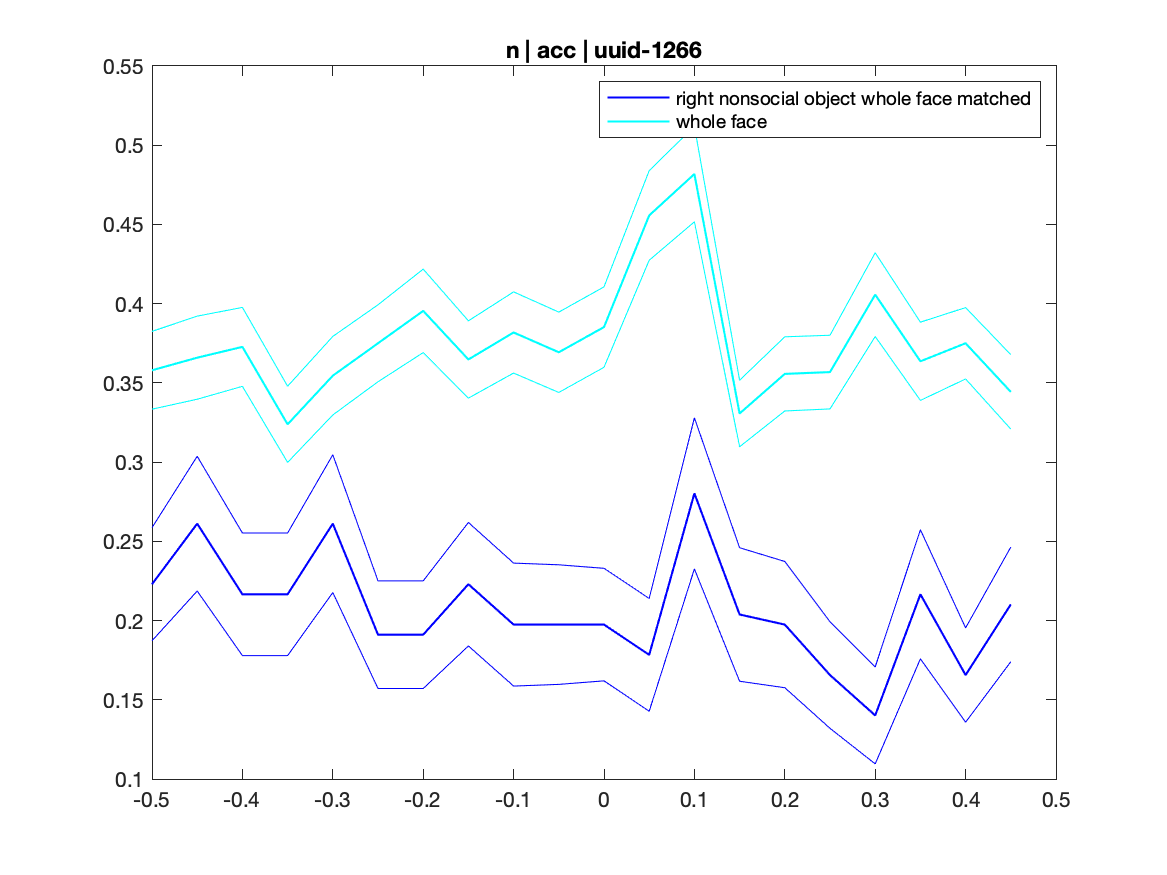 n | acc | uuid-1266
right nonsocial object whole face matched
whole face
0.55
0.5
0.45
0.4
0.35
0.3
0.25
0.2
0.15
0.1
-0.5 -0.4 -0.3 -0.2 -0.1 0 0.1 0.2 0.3 0.4 0.5